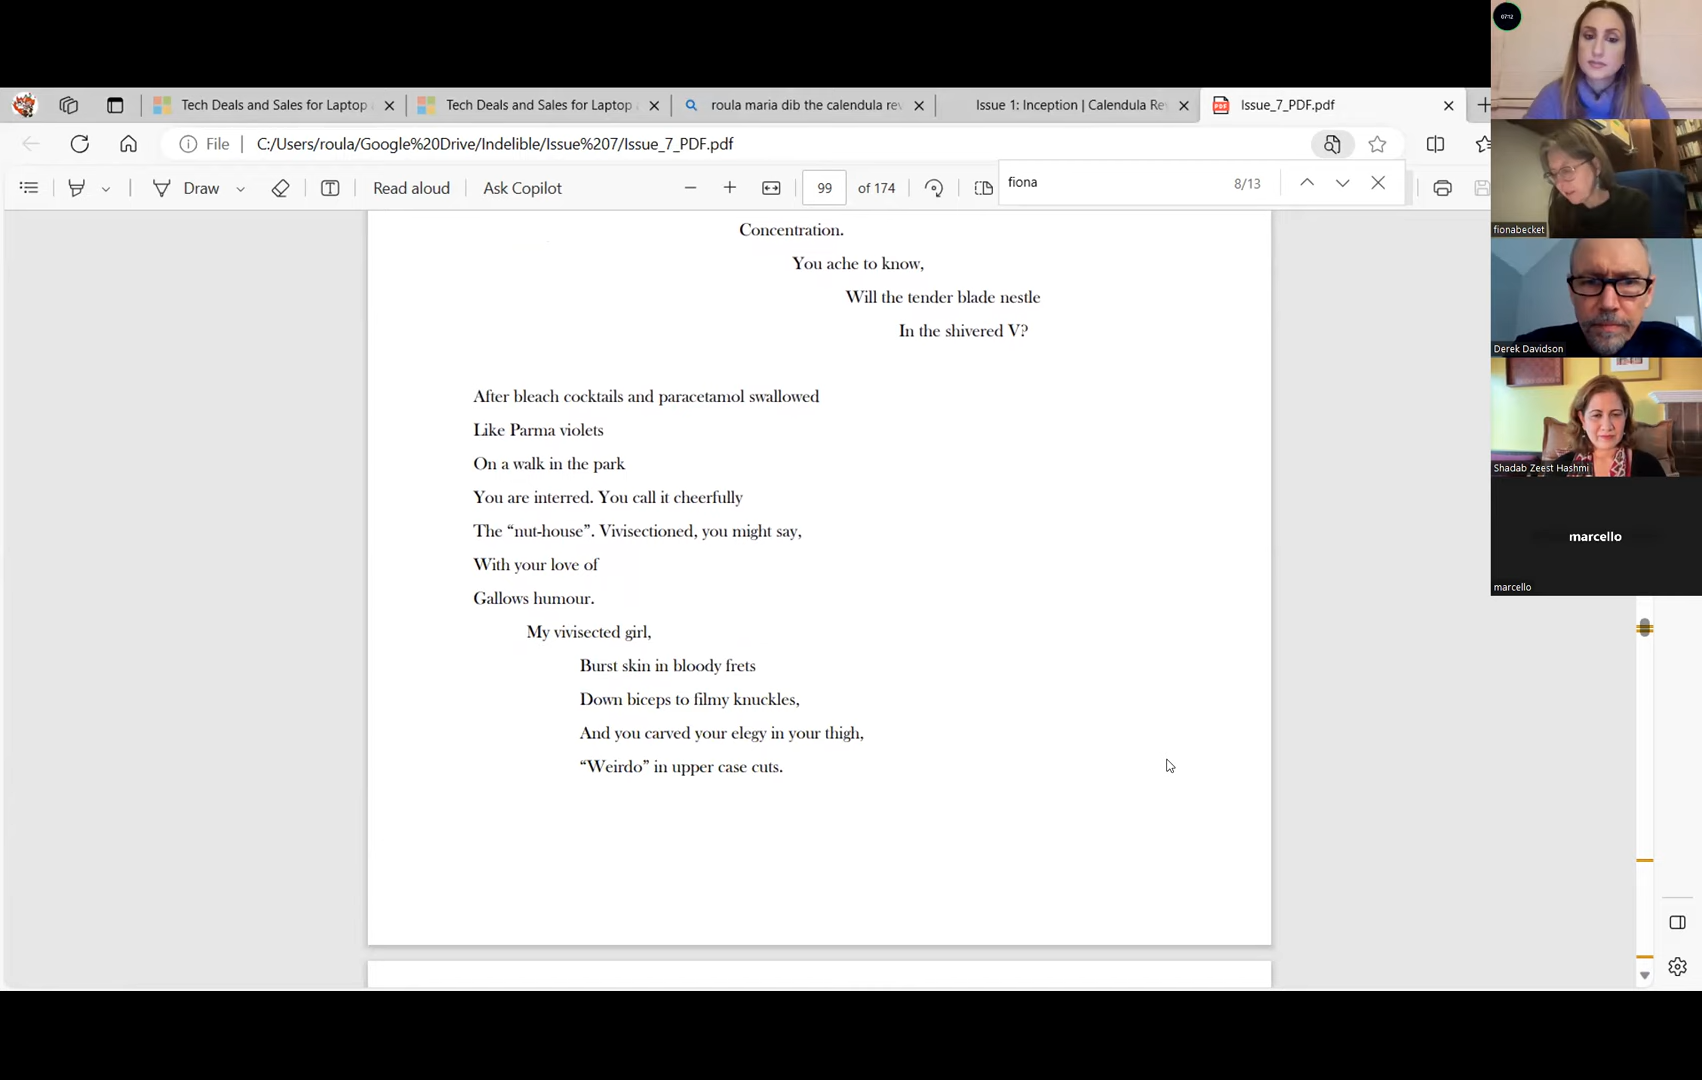 07:12
Tech Deals and Sales for Laptop
Tech Deals and Sales for Laptop
roula maria dib the calendula rev
Issue 1: Inception | Calendula Re
Issue_7_PDF.pdf
File C:/Users/roula/Google%20Drive/Indelible/Issue%207/Issue_7_PDF.pdf
Draw
Read aloud
Ask Copilot
99 of 174
fiona 8/13
Concentration.
You ache to know,
Will the tender blade nestle
In the shivered V?
After bleach cocktails and paracetamol swallowed
Like Parma violets
On a walk in the park
You are interred. You call it cheerfully
The “nut-house”. Vivisectioned, you might say,
With your love of
Gallows humour.
My vivisected girl,
Burst skin in bloody frets
Down biceps to filmy knuckles,
And you carved your elegy in your thigh,
“Weirdo” in upper case cuts.
fionabecket
Derek Davidson
Shadab Zeest Hashmi
marcello
marcello